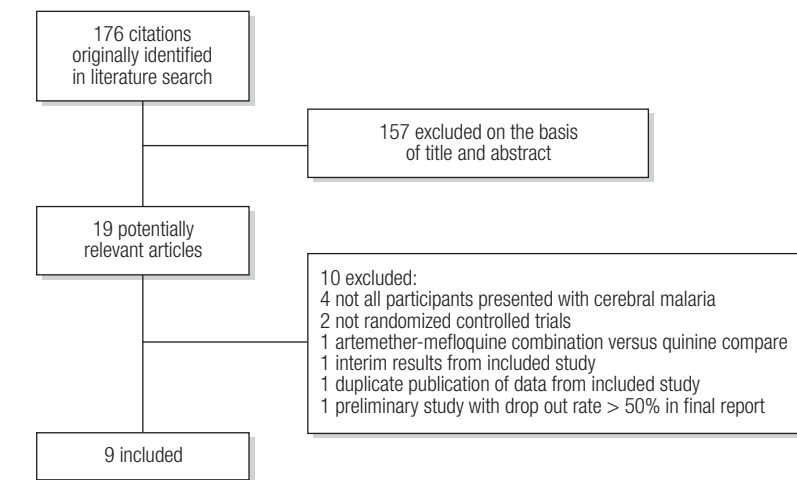 176 citations
originally identified
in literature search
157 excluded on the basis
of title and abstract
19 potentially
relevant articles
10 excluded:
4 not all participants presented with cerebral malaria
2 not randomized controlled trials
1 artemether-mefloquine combination versus quinine compare
1 interim results from included study
1 duplicate publication of data from included study
1 preliminary study with drop out rate > 50% in final report
9 included